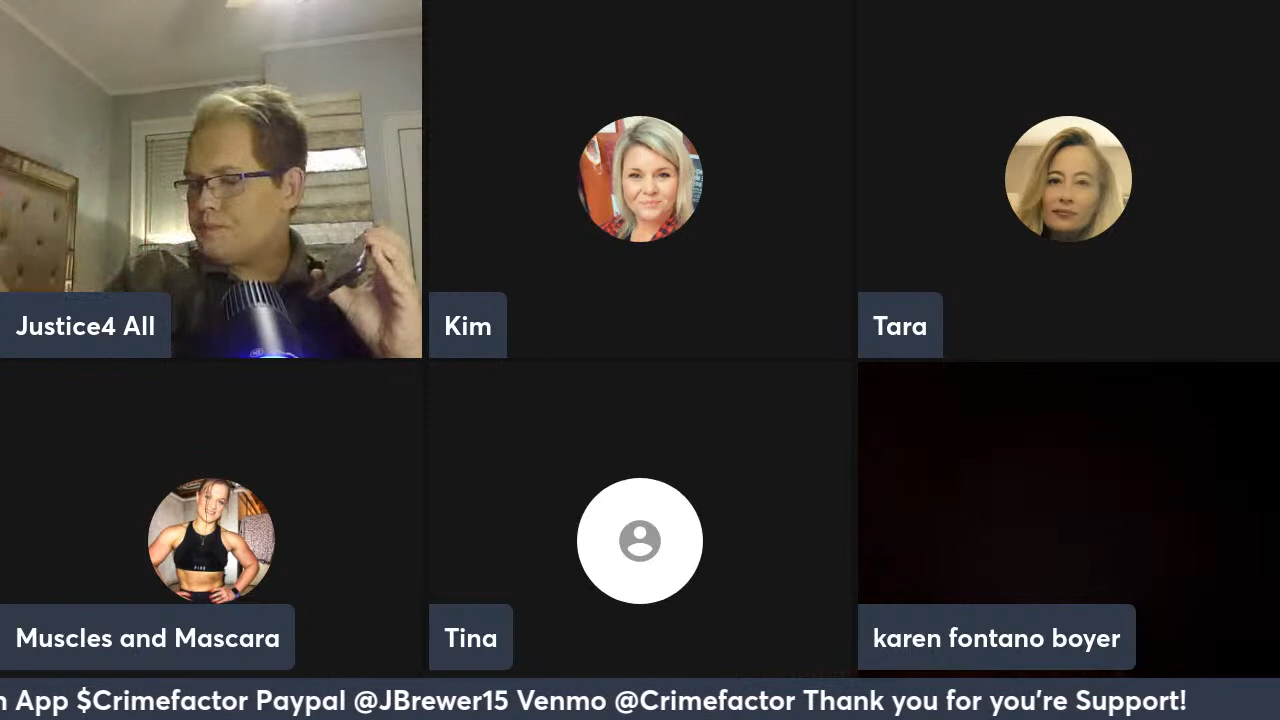 Justice4 All
Kim
Tara
Muscles and Mascara
Tina
karen fontano boyer
App $Crimefactor Paypal @JBrewer15 Venmo @Crimefactor Thank you for you're Support!